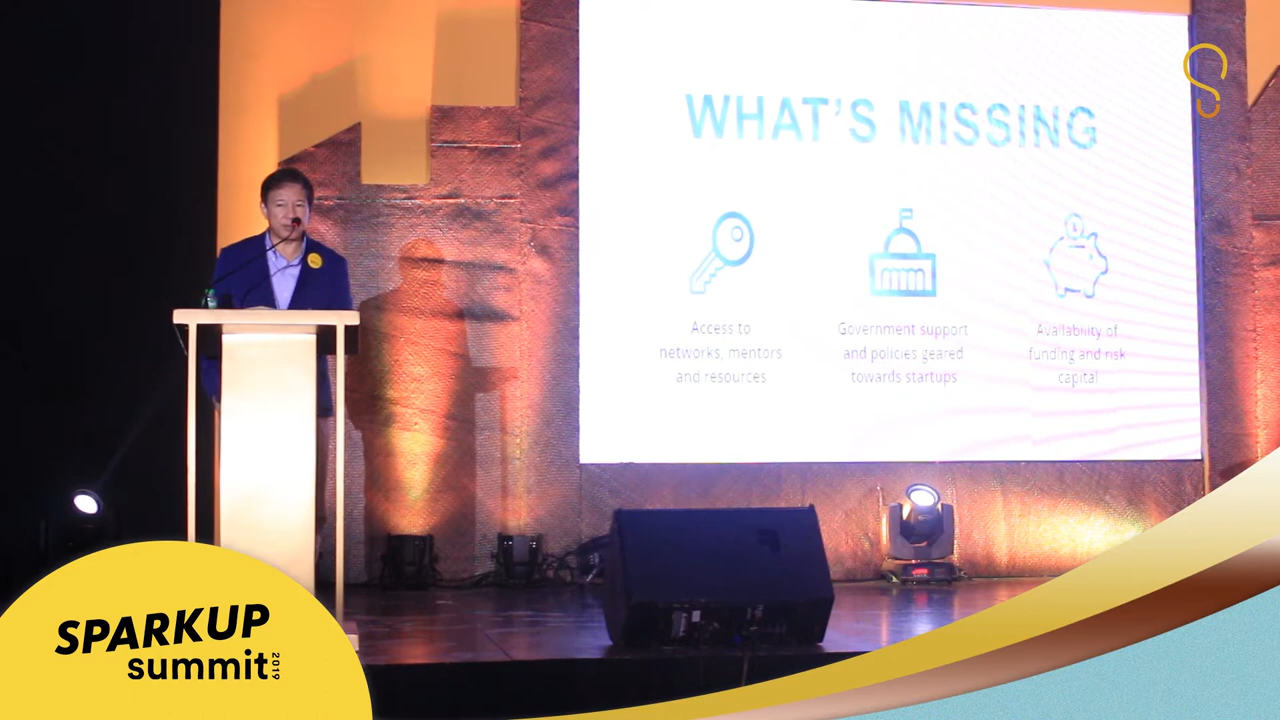 WHAT'S MISSING
Access to
networks, mentors
and resources
Government support
and policies geared
towards startups
Availability of
funding and risk
capital
SPARKUP
summit 2019